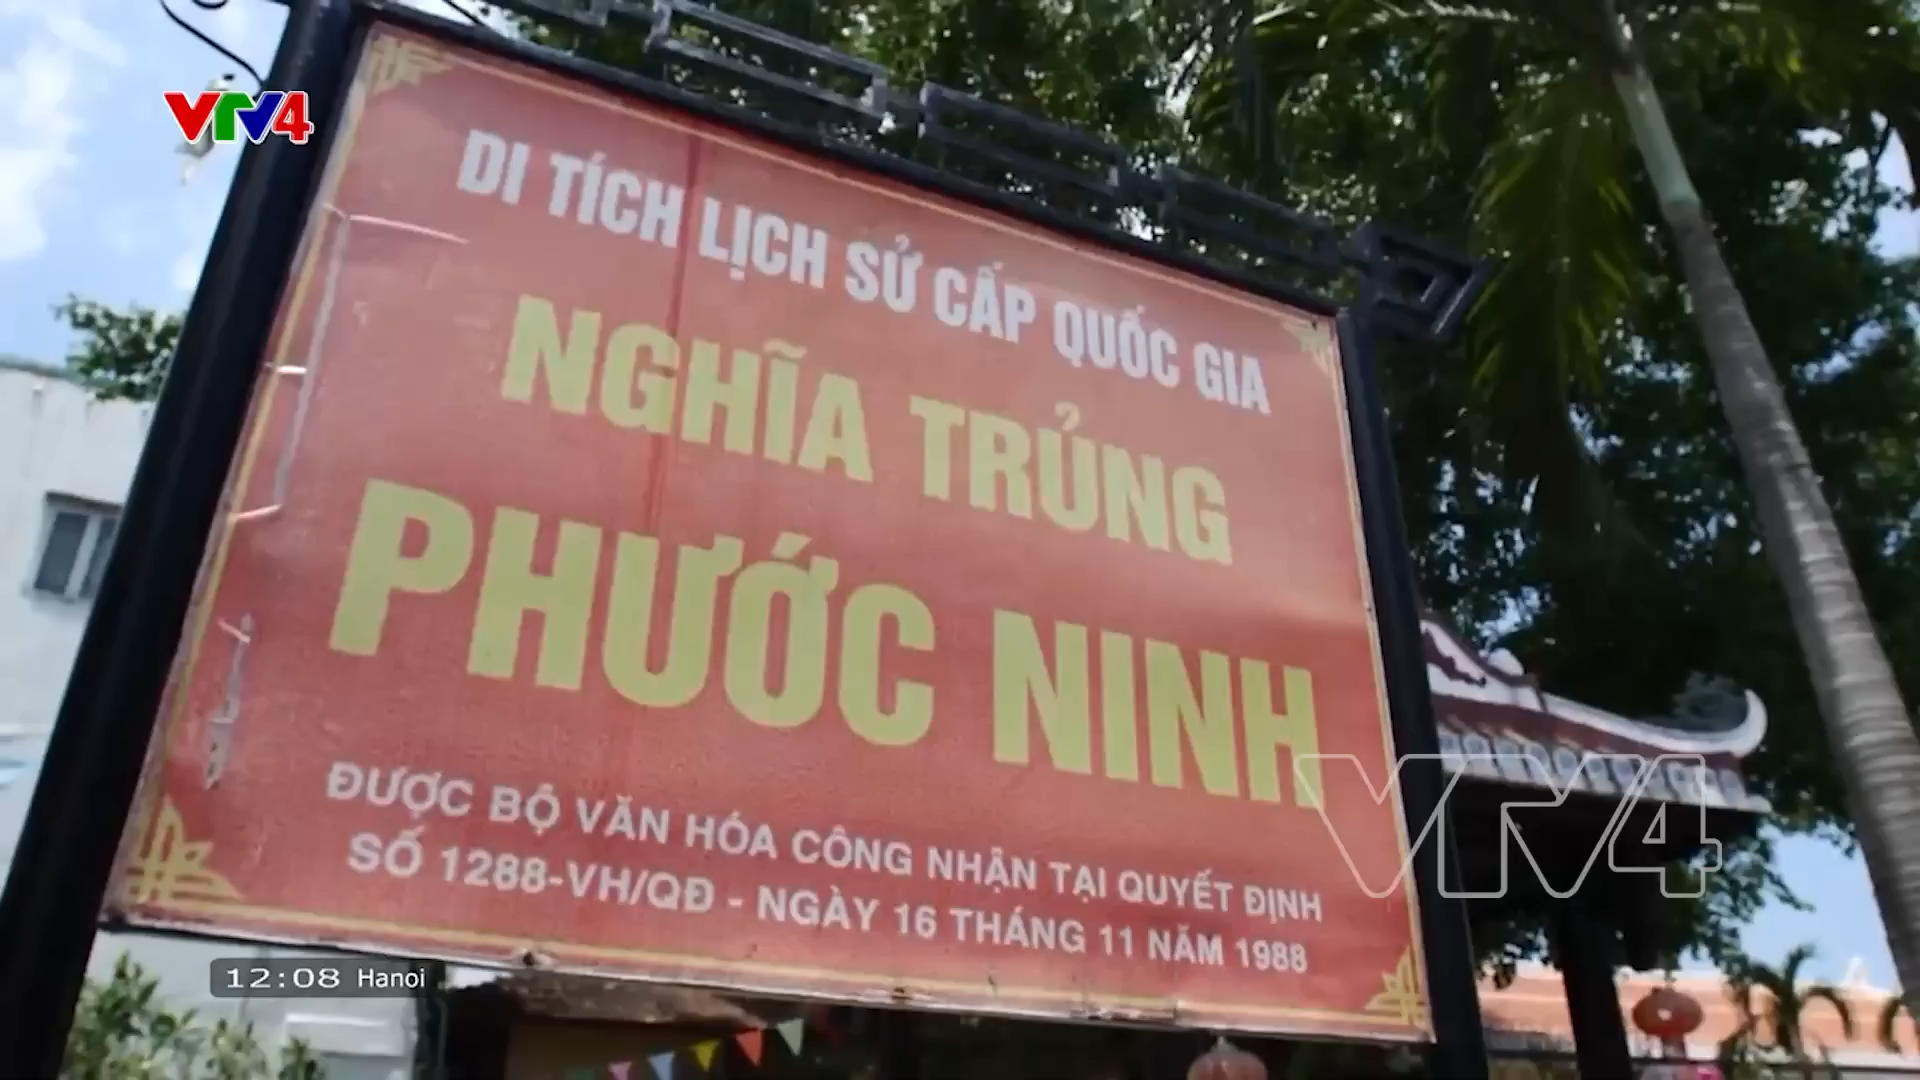 VTV4
DI TÍCH LỊCH SỬ CẤP QUỐC GIA
NGHĨA TRỦNG
PHƯỚC NINH
ĐƯỢC BỘ VĂN HÓA CÔNG NHẬN TẠI QUYẾT ĐỊNH
SỐ 1288-VH/QĐ - NGÀY 16 THÁNG 11 NĂM 1988
VTV4
12:08 Hanoi